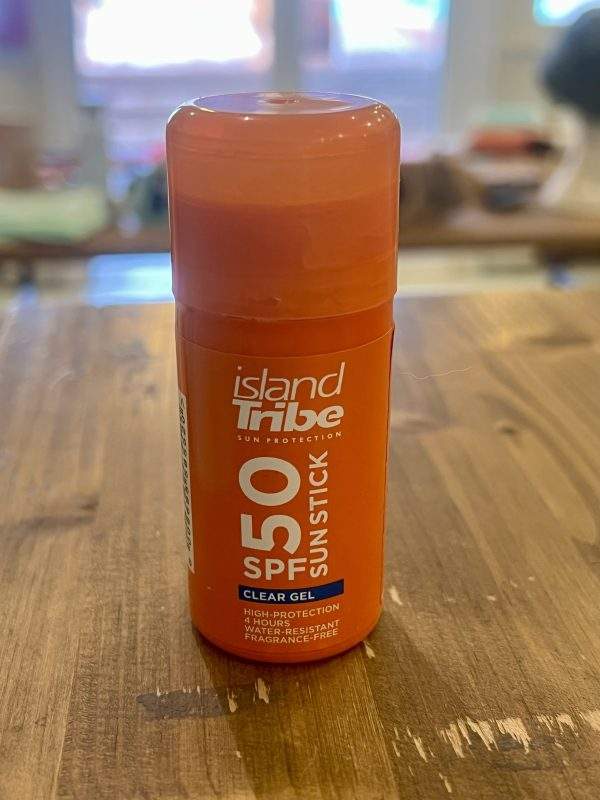 island
Tribe
SUN PROTECTION
50
SPF
SUN STICK
CLEAR GEL
HIGH-PROTECTION
4 HOURS
WATER-RESISTANT
FRAGRANCE-FREE